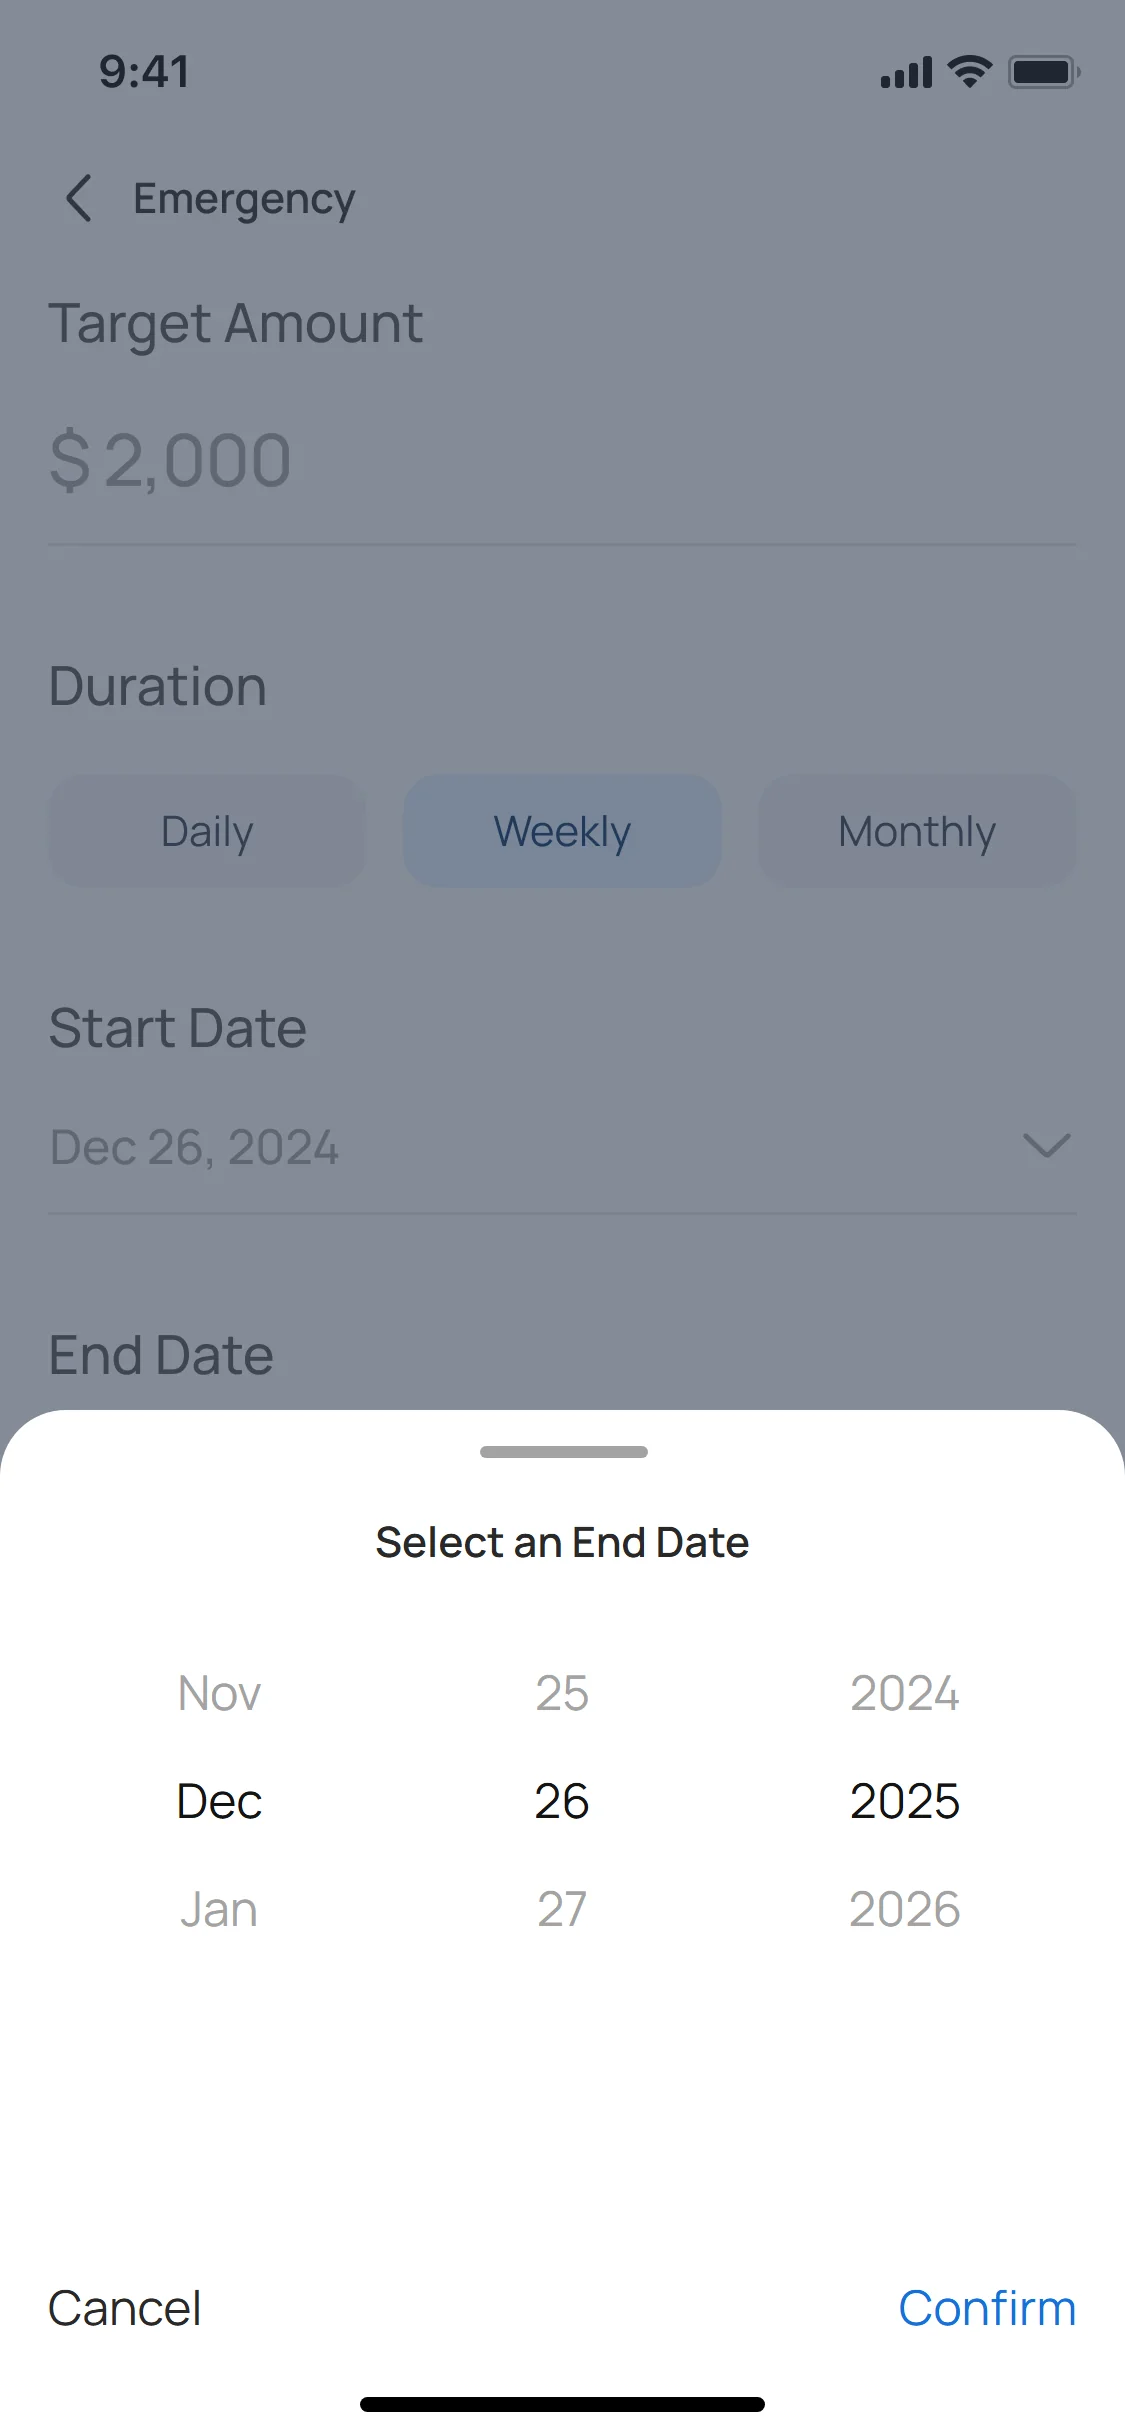 9:41
Emergency
Target Amount
$ 2,000
Duration
Daily Weekly Monthly
Start Date
Dec 26, 2024
End Date
Select an End Date
Nov 25 2024
Dec 26 2025
Jan 27 2026
Cancel Confirm